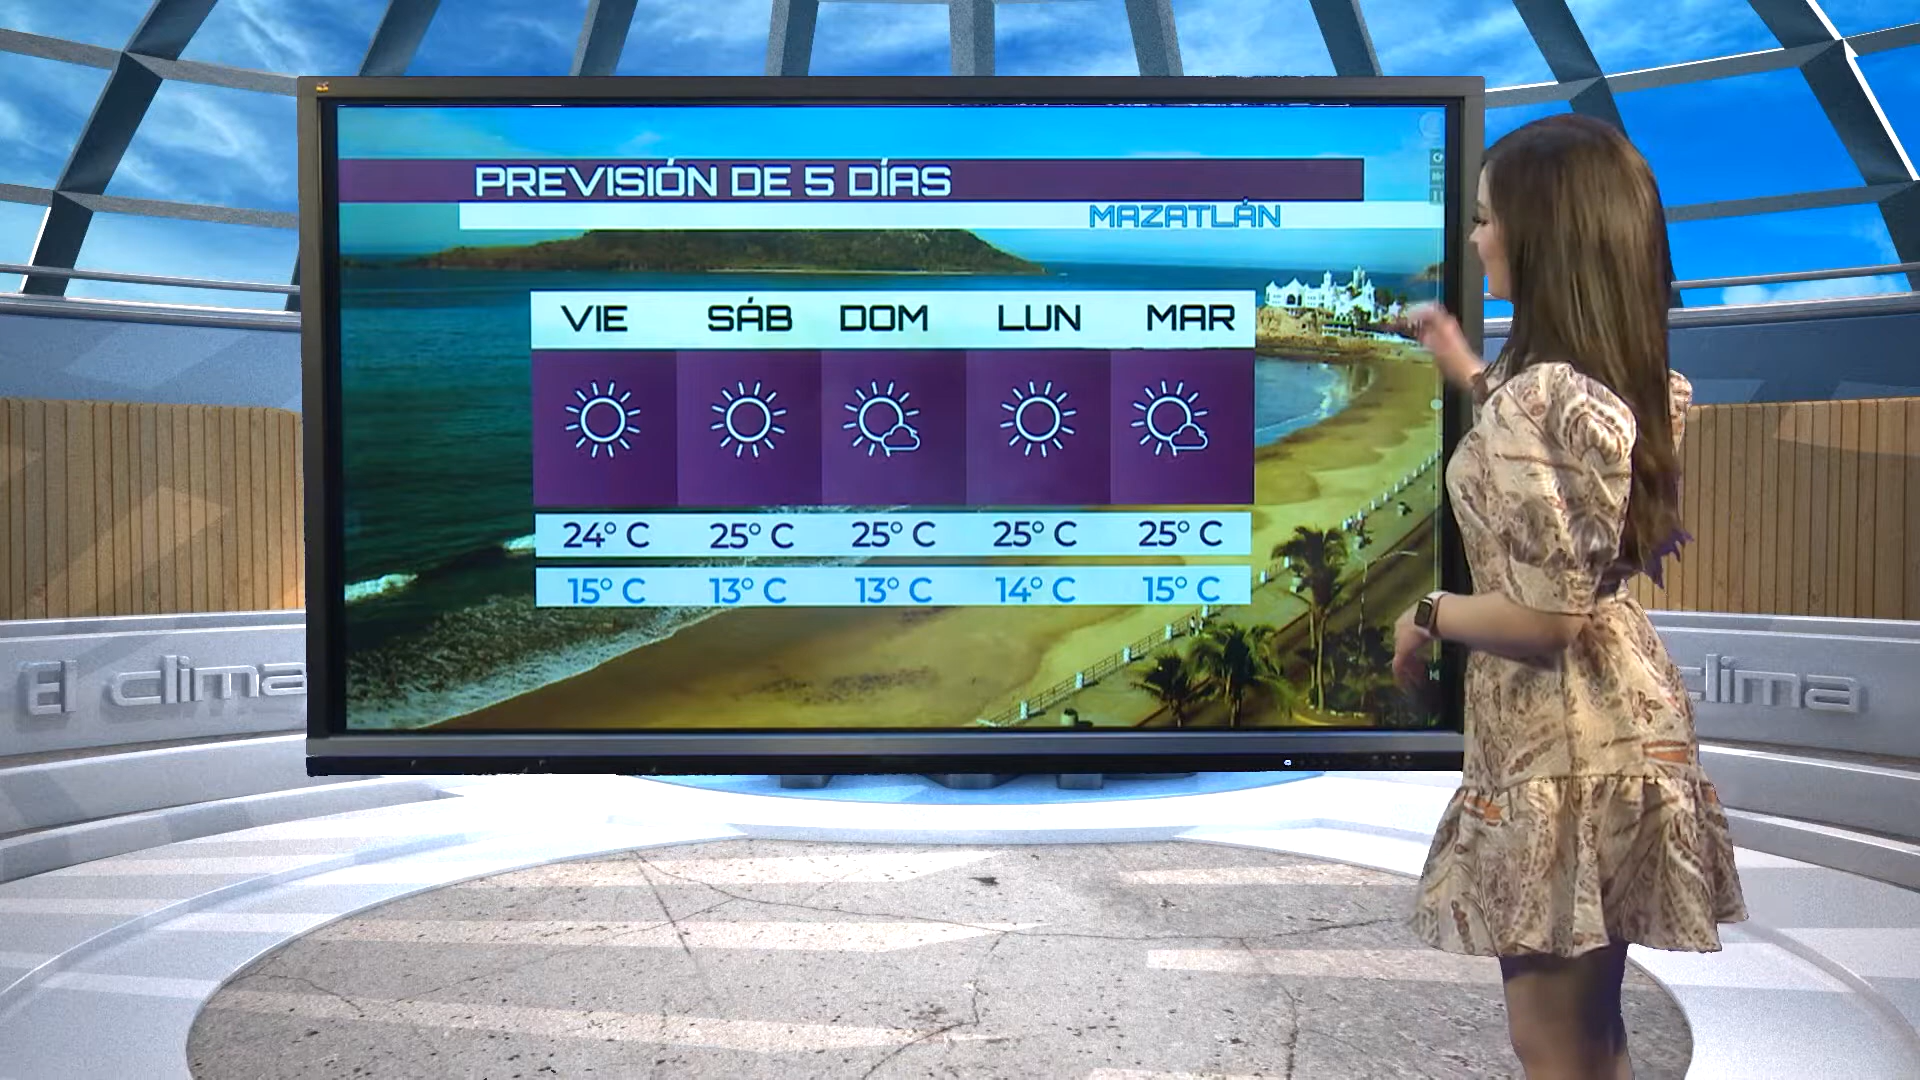 PREVISIÓN DE 5 DÍAS
MAZATLÁN
VIE SÁB DOM LUN MAR
24° C 25° C 25° C 25° C 25° C
15° C 13° C 13° C 14° C 15° C
El clima
clima